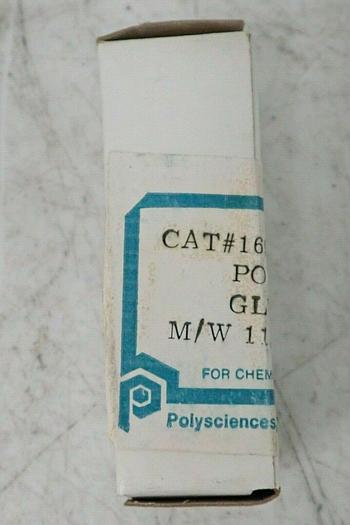 CAT#16
PO
GL
M/W 11
FOR CHEM
Polysciences